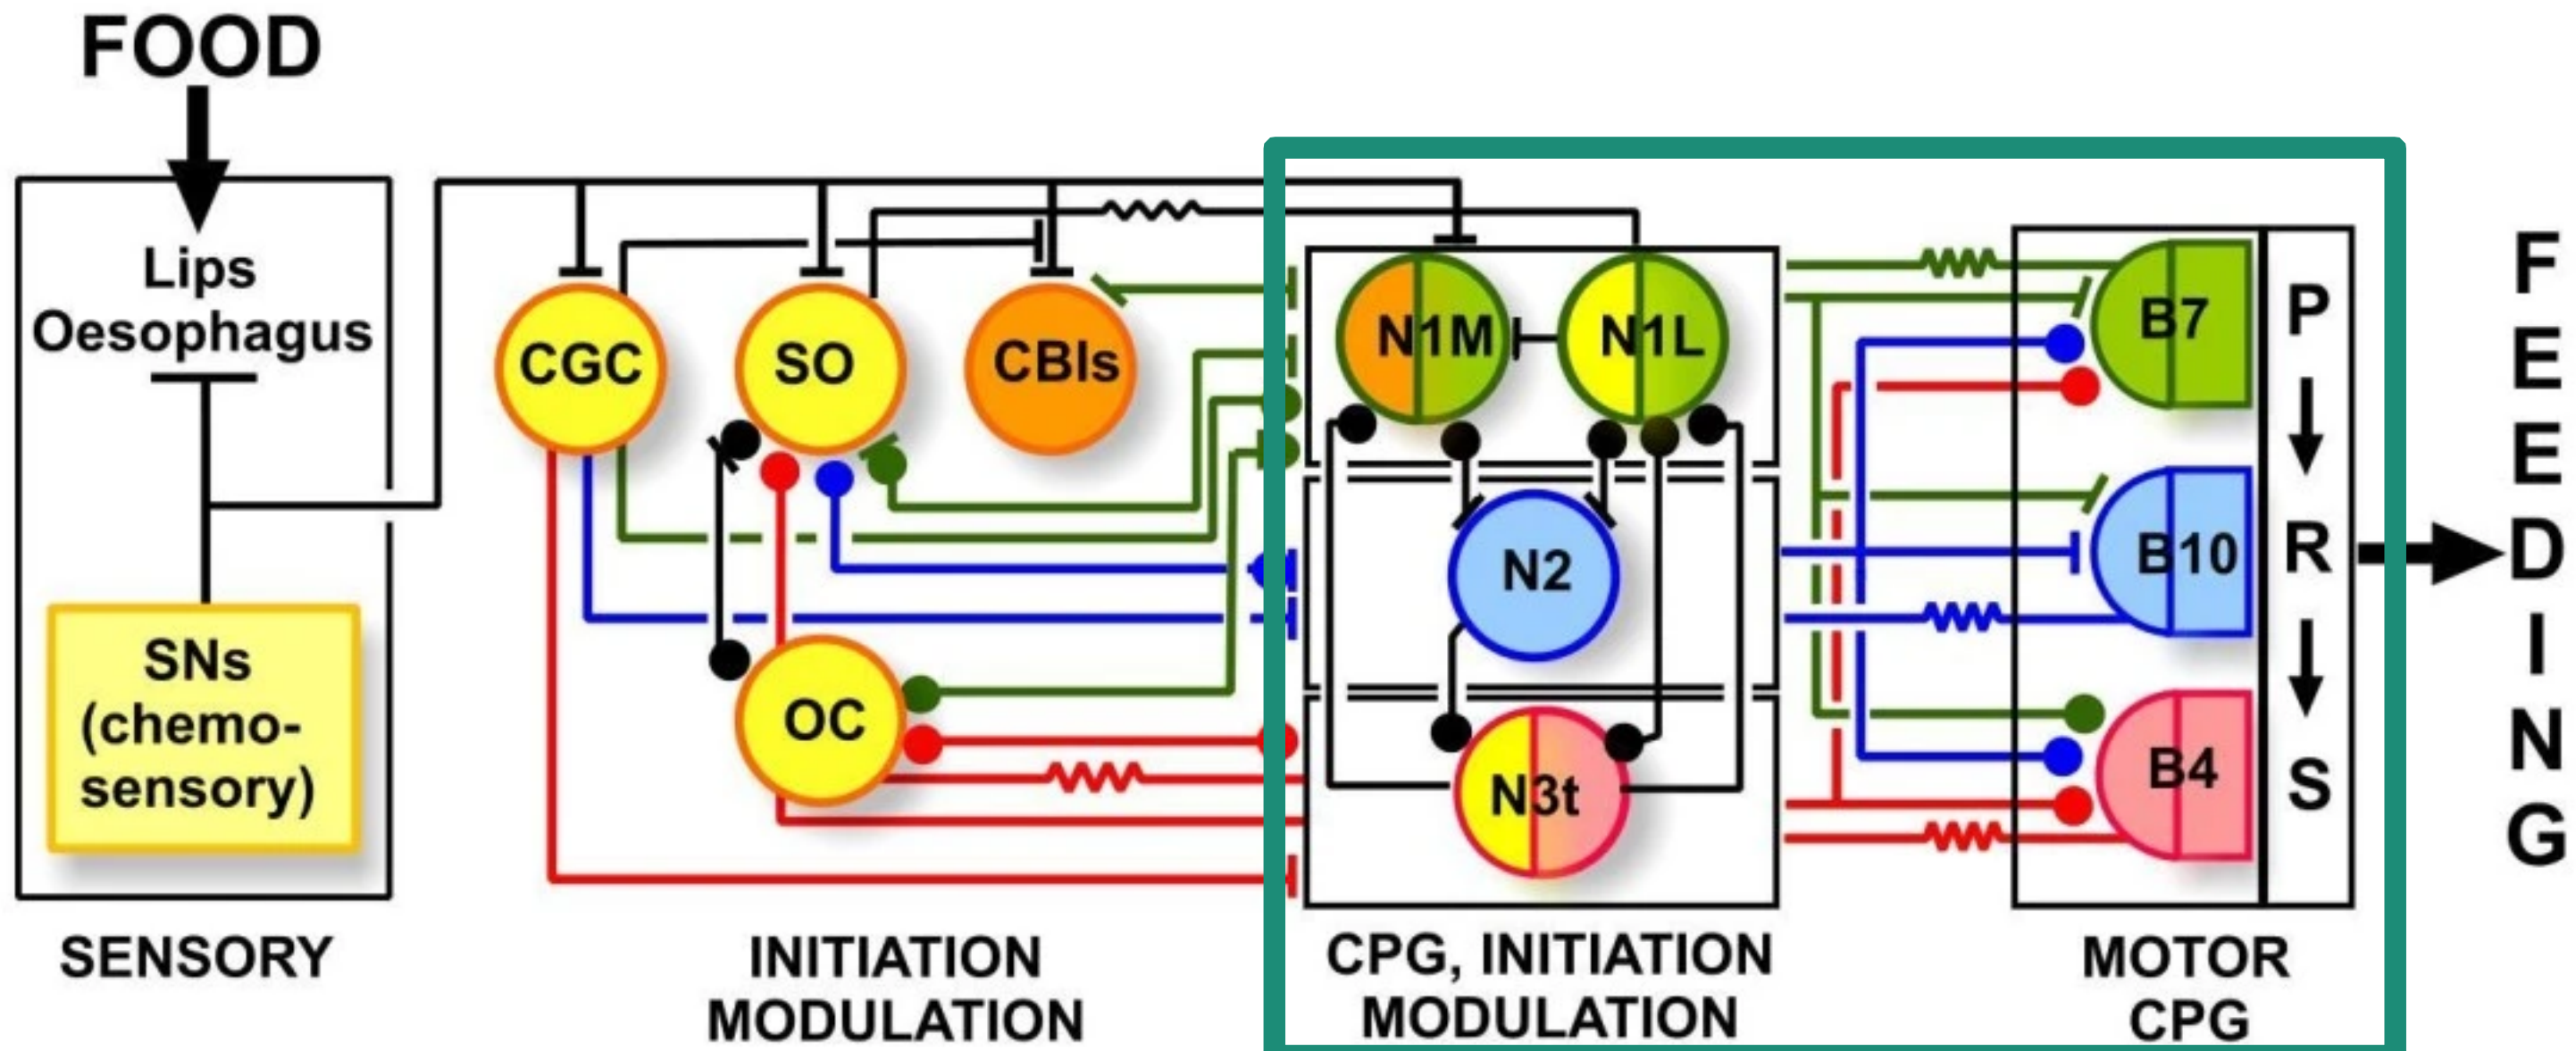 FOOD
Lips
Oesophagus
SNs
(chemo-
sensory)
SENSORY
CGC
SO
CBIs
OC
INITIATION
MODULATION
N1M
N1L
N2
N3t
CPG, INITIATION
MODULATION
B7
B10
B4
MOTOR
CPG
P
R
S
F
E
E
D
I
N
G